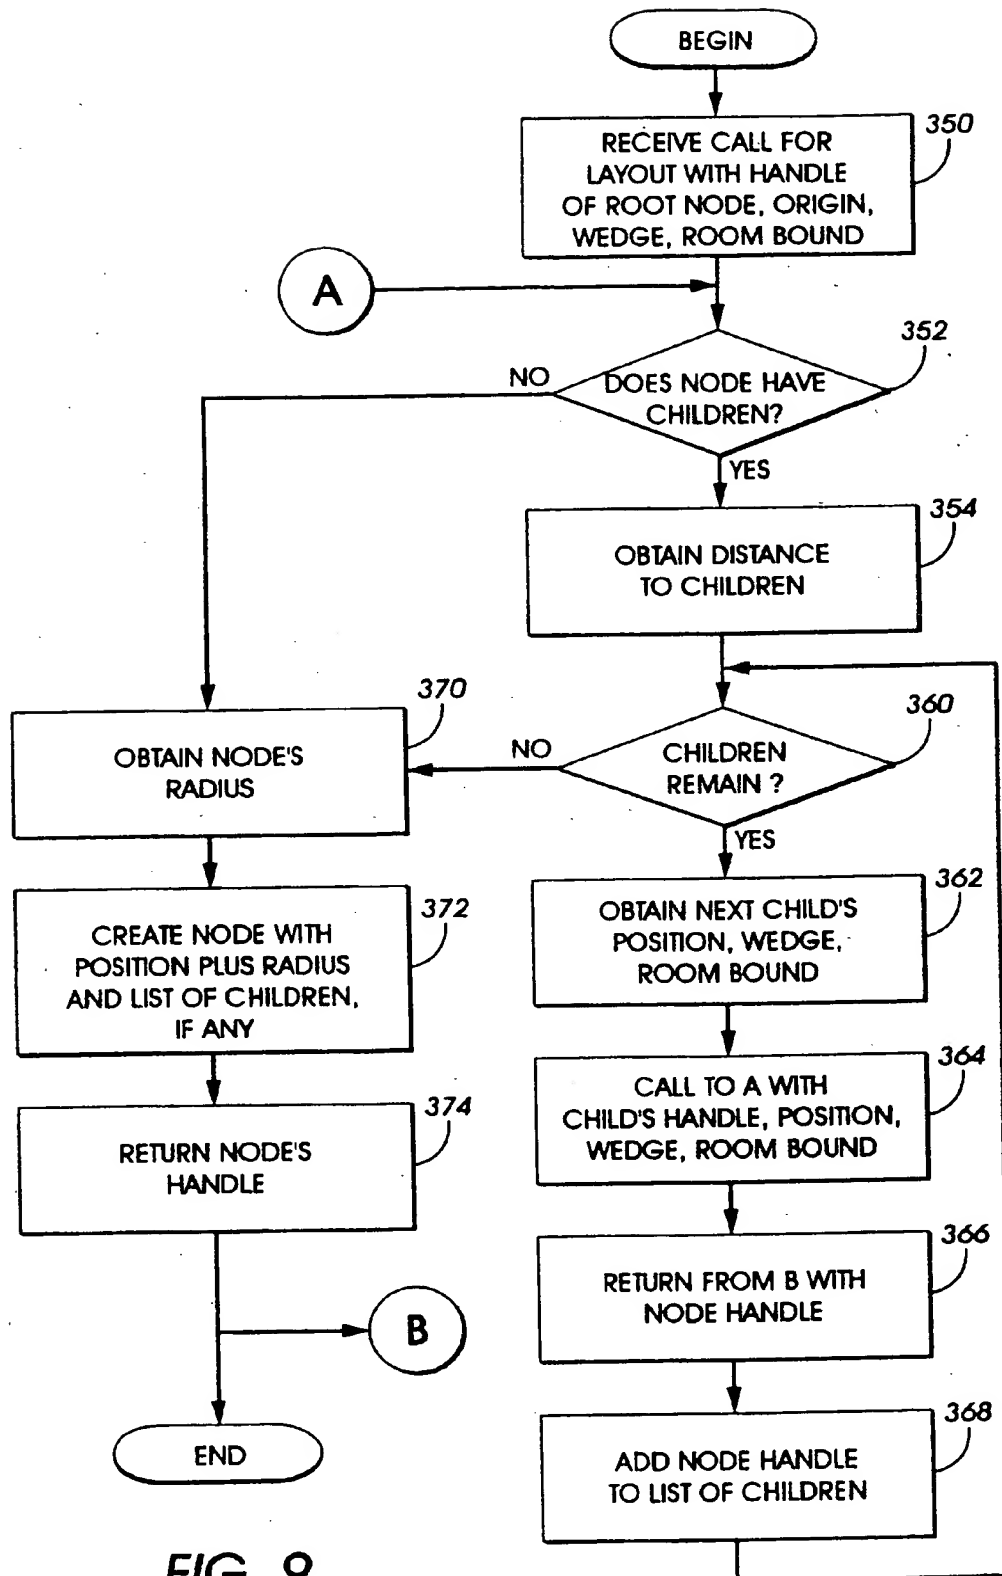 BEGIN
350
RECEIVE CALL FOR
LAYOUT WITH HANDLE
OF ROOT NODE, ORIGIN,
WEDGE, ROOM BOUND
A
352
NO
DOES NODE HAVE
CHILDREN?
YES
354
OBTAIN DISTANCE
TO CHILDREN
370
OBTAIN NODE'S
RADIUS
360
NO
CHILDREN
REMAIN ?
YES
372
CREATE NODE WITH
POSITION PLUS RADIUS
AND LIST OF CHILDREN,
IF ANY
362
OBTAIN NEXT CHILD'S
POSITION, WEDGE,
ROOM BOUND
364
CALL TO A WITH
CHILD'S HANDLE, POSITION,
WEDGE, ROOM BOUND
374
RETURN NODE'S
HANDLE
366
RETURN FROM B WITH
NODE HANDLE
B
368
ADD NODE HANDLE
TO LIST OF CHILDREN
END
FIG. 9